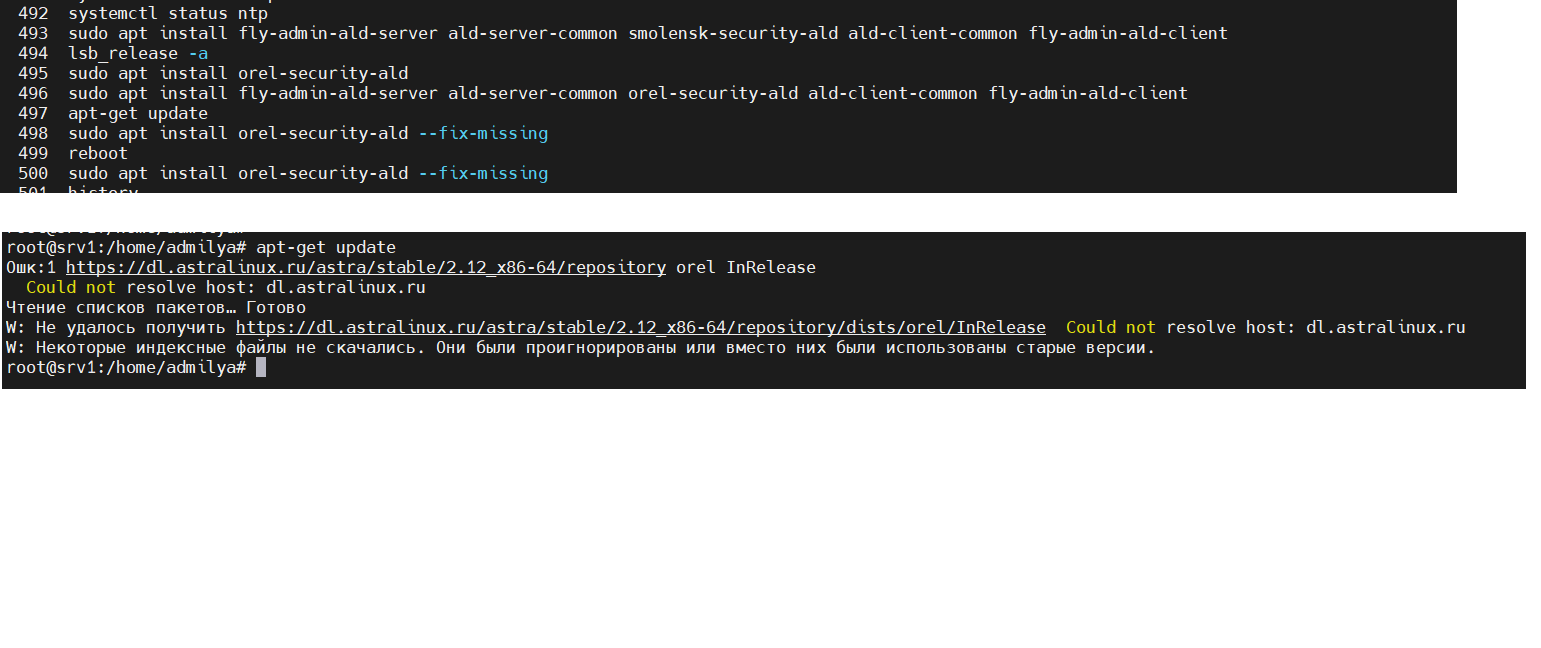 492 systemctl status ntp
493 sudo apt install fly-admin-ald-server ald-server-common smolensk-security-ald ald-client-common fly-admin-ald-client
494 lsb_release -a
495 sudo apt install orel-security-ald
496 sudo apt install fly-admin-ald-server ald-server-common orel-security-ald ald-client-common fly-admin-ald-client
497 apt-get update
498 sudo apt install orel-security-ald --fix-missing
499 reboot
500 sudo apt install orel-security-ald --fix-missing
501 history
root@srv1:/home/admilya# apt-get update
Ошк:1 https://dl.astralinux.ru/astra/stable/2.12_x86-64/repository orel InRelease
Could not resolve host: dl.astralinux.ru
Чтение списков пакетов… Готово
W: Не удалось получить https://dl.astralinux.ru/astra/stable/2.12_x86-64/repository/dists/orel/InRelease Could not resolve host: dl.astralinux.ru
W: Некоторые индексные файлы не скачались. Они были проигнорированы или вместо них были использованы старые версии.
root@srv1:/home/admilya#